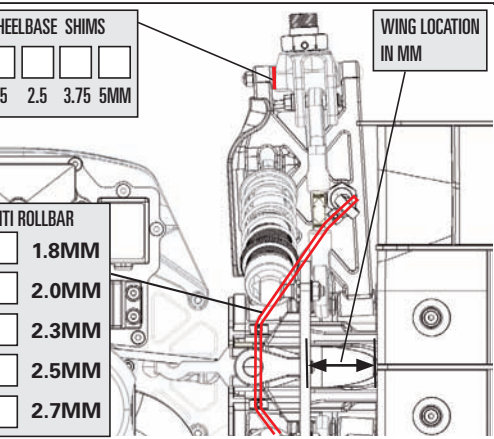 HEELBASE SHIMS
5 2.5 3.75 5MM
WING LOCATION
IN MM
TI ROLLBAR
1.8MM
2.0MM
2.3MM
2.5MM
2.7MM